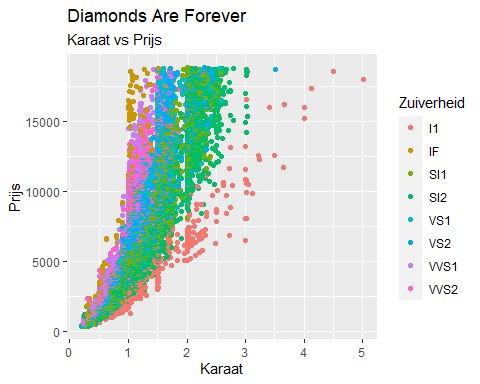 Diamonds Are Forever
Karaat vs Prijs
Prijs
15000
10000
5000
0
0 1 2 3 4 5
Karaat
Zuiverheid
I1
IF
SI1
SI2
VS1
VS2
VVS1
VVS2